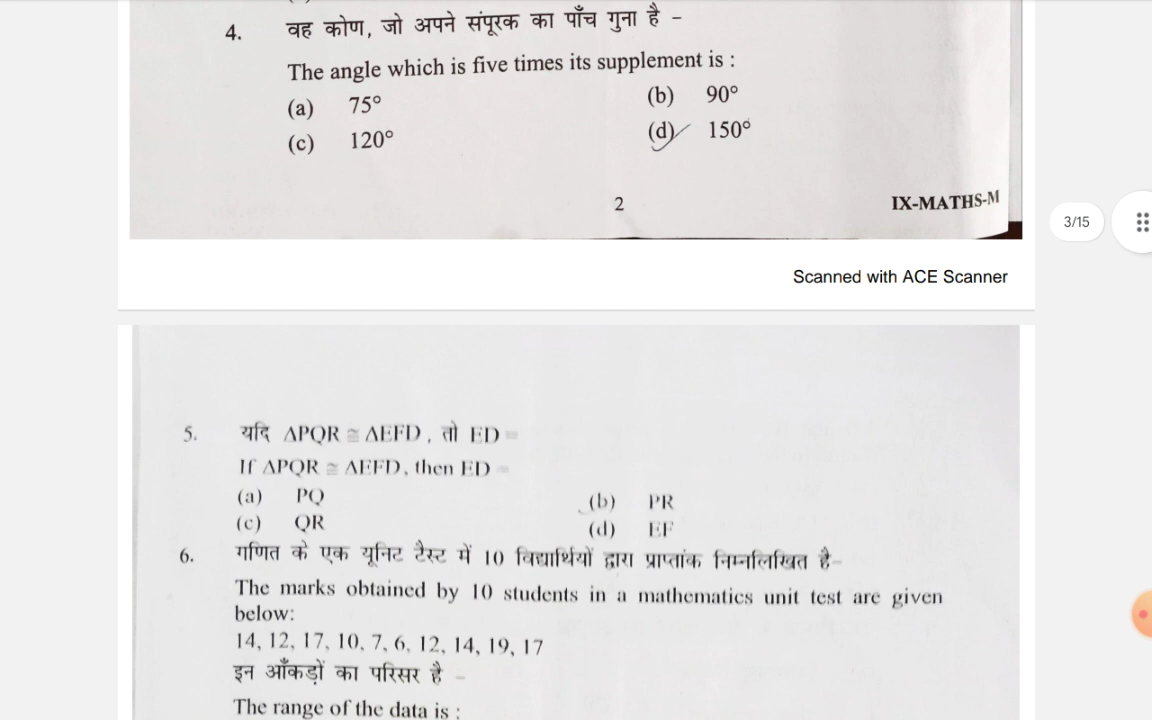 4. वह कोण, जो अपने संपूरक का पाँच गुना है –
The angle which is five times its supplement is :
(a) 75° (b) 90°
(c) 120° (d) 150°
2 IX-MATHS-M
3/15
Scanned with ACE Scanner
5. यदि ΔPQR ≅ ΔEFD, तो ED =
If ΔPQR ≅ ΔEFD, then ED =
(a) PQ (b) PR
(c) QR (d) EF
6. गणित के एक यूनिट टैस्ट में 10 विद्यार्थियों द्वारा प्राप्तांक निम्नलिखित है–
The marks obtained by 10 students in a mathematics unit test are given
below:
14, 12, 17, 10, 7, 6, 12, 14, 19, 17
इन आँकड़ों का परिसर है –
The range of the data is :